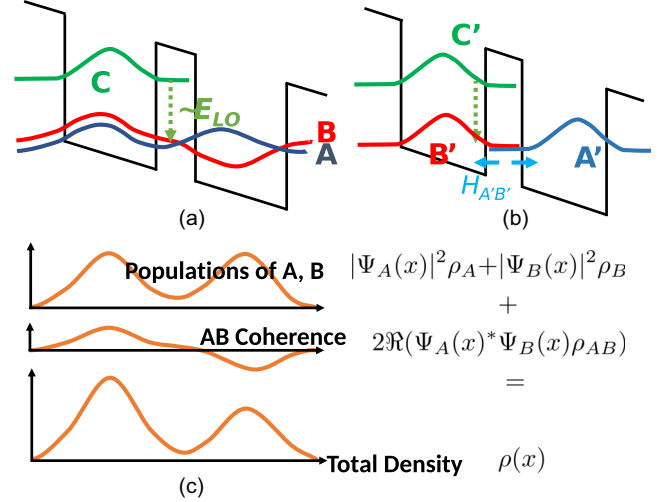 C
~E_LO
B
A
(a)
C’
B’
A’
H_A'B'
(b)
Populations of A, B
|Ψ_A(x)|²ρ_A+|Ψ_B(x)|²ρ_B
+
AB Coherence
2ℜ(Ψ_A(x)*Ψ_B(x)ρ_AB)
=
Total Density
ρ(x)
(c)